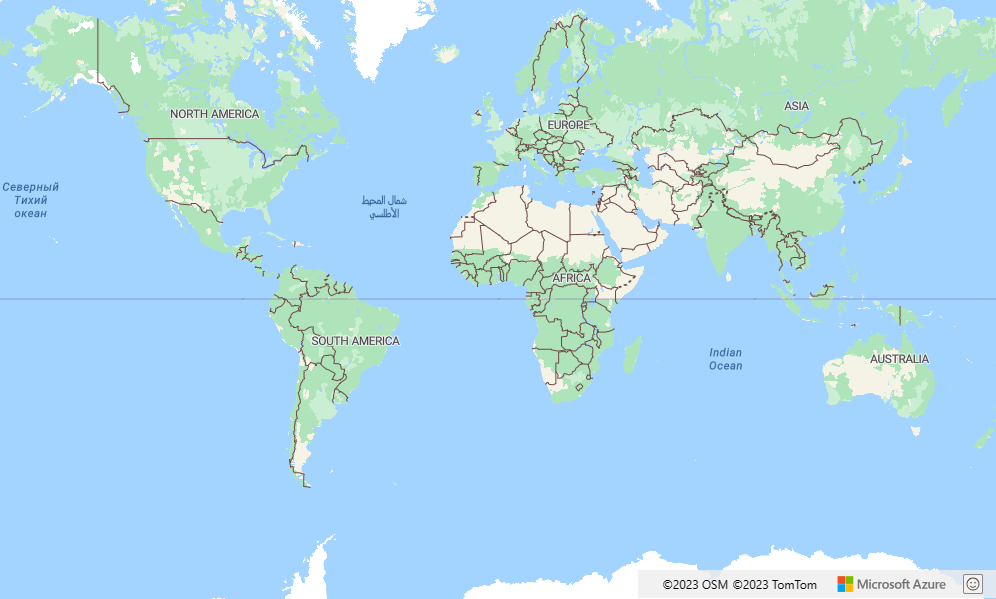 NORTH AMERICA
ASIA
EUROPE
Северный
Тихий
океан
شمال المحيط
الأطلسي
AFRICA
SOUTH AMERICA
Indian
Ocean
AUSTRALIA
©2023 OSM ©2023 TomTom
Microsoft Azure